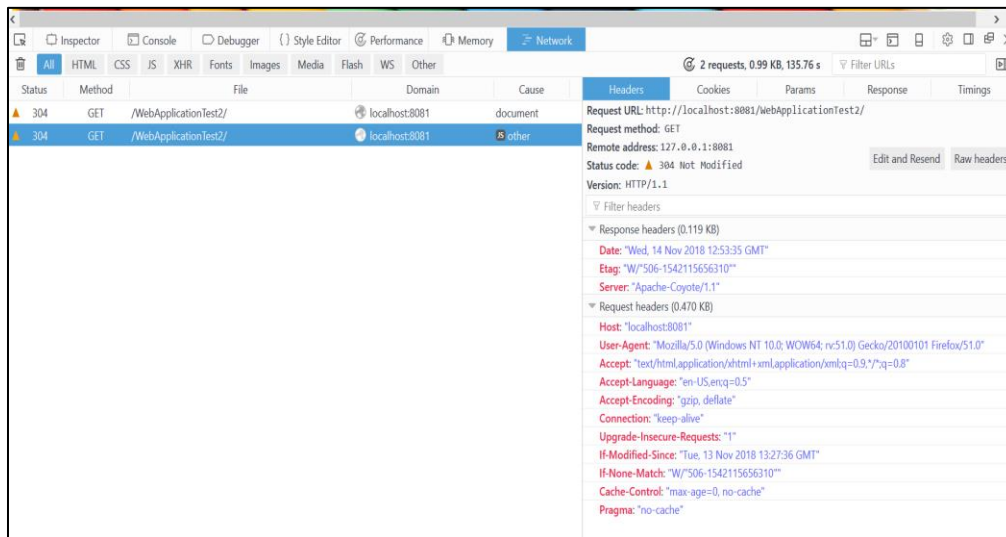 Inspector Console Debugger { } Style Editor Performance Memory Network
All HTML CSS JS XHR Fonts Images Media Flash WS Other 2 requests, 0.99 KB, 135.76 s Filter URLs
Status Method File Domain Cause
304 GET /WebApplicationTest2/ localhost:8081 document
304 GET /WebApplicationTest2/ localhost:8081 JS other
Headers Cookies Params Response Timings
Request URL: http://localhost:8081/WebApplicationTest2/
Request method: GET
Remote address: 127.0.0.1:8081
Status code: 304 Not Modified
Edit and Resend Raw headers
Version: HTTP/1.1
Filter headers
Response headers (0.119 KB)
Date: "Wed, 14 Nov 2018 12:53:35 GMT"
Etag: "W/"506-1542115656310""
Server: "Apache-Coyote/1.1"
Request headers (0.470 KB)
Host: "localhost:8081"
User-Agent: "Mozilla/5.0 (Windows NT 10.0; WOW64; rv:51.0) Gecko/20100101 Firefox/51.0"
Accept: "text/html,application/xhtml+xml,application/xml;q=0.9,*/*;q=0.8"
Accept-Language: "en-US,en;q=0.5"
Accept-Encoding: "gzip, deflate"
Connection: "keep-alive"
Upgrade-Insecure-Requests: "1"
If-Modified-Since: "Tue, 13 Nov 2018 13:27:36 GMT"
If-None-Match: "W/"506-1542115656310""
Cache-Control: "max-age=0, no-cache"
Pragma: "no-cache"